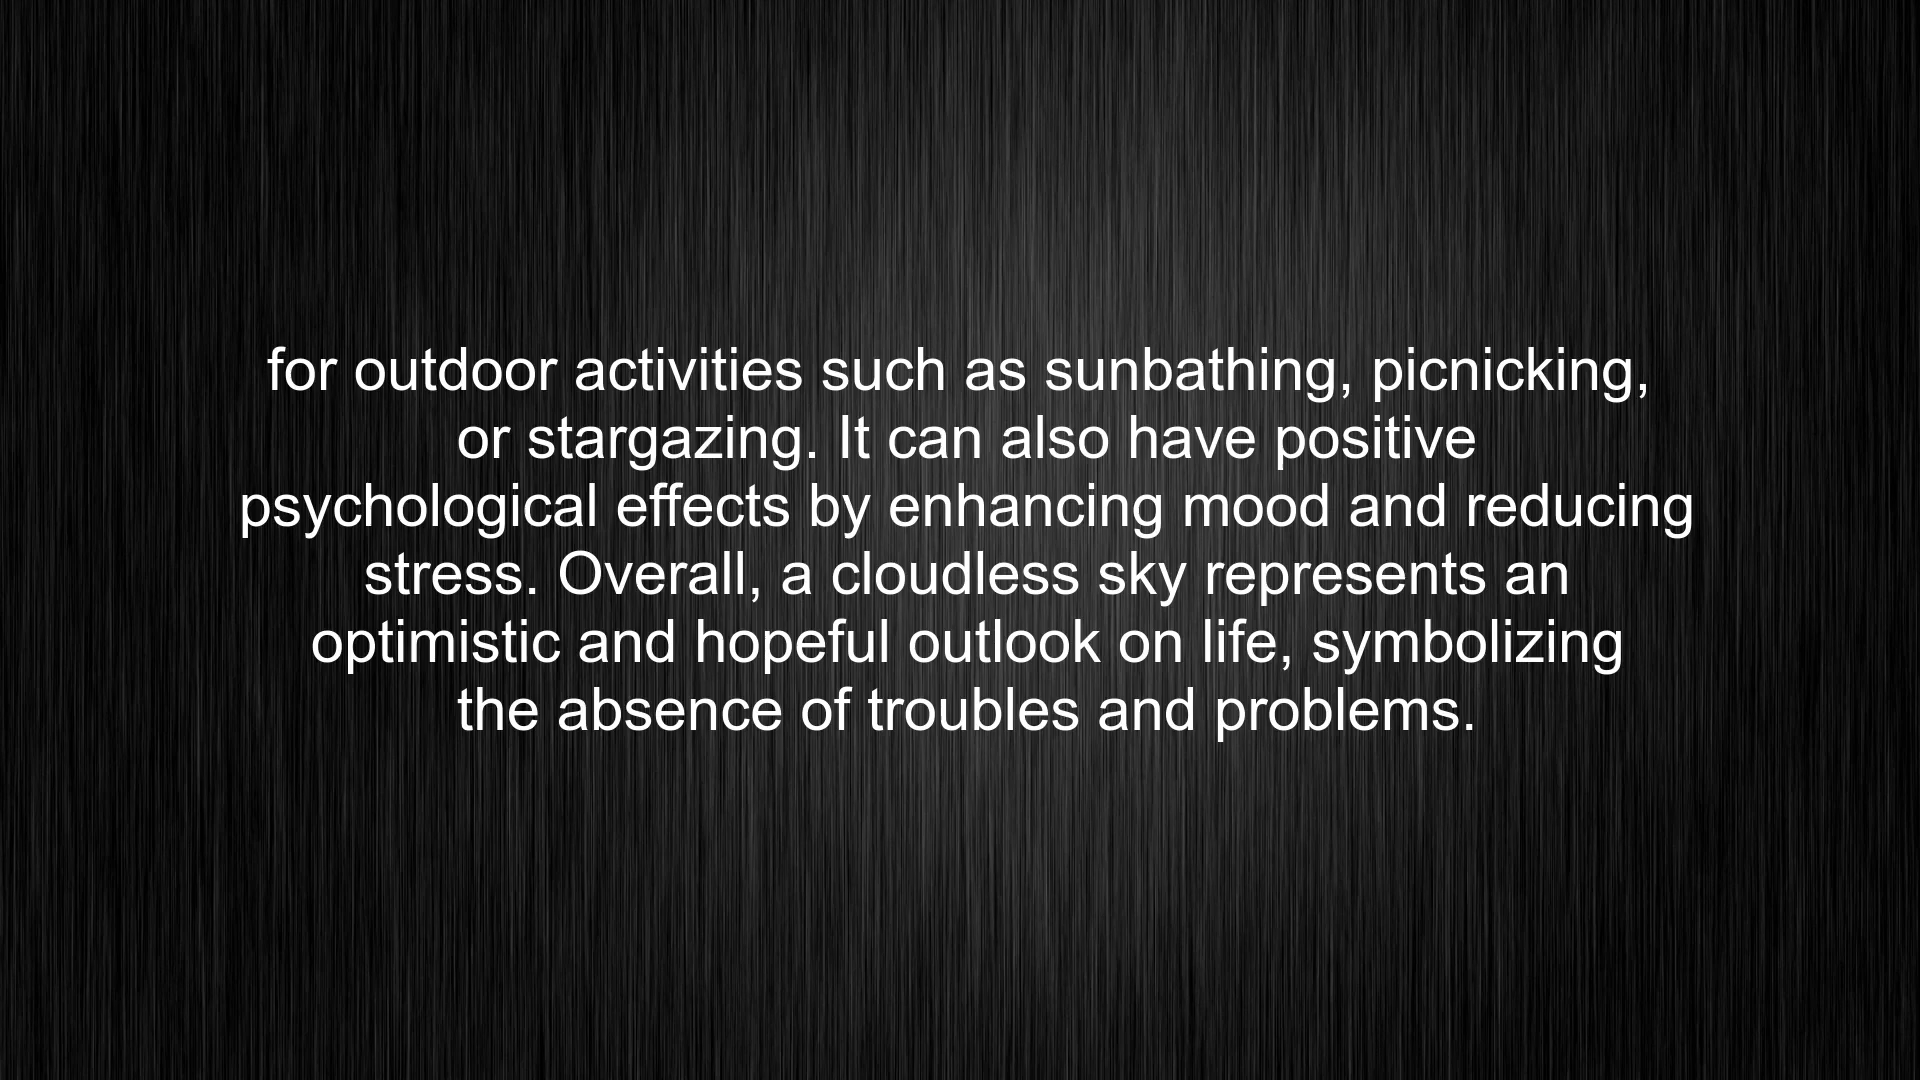 for outdoor activities such as sunbathing, picnicking,
or stargazing. It can also have positive
psychological effects by enhancing mood and reducing
stress. Overall, a cloudless sky represents an
optimistic and hopeful outlook on life, symbolizing
the absence of troubles and problems.